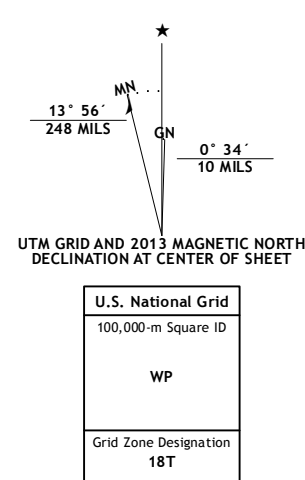 ★
MN
GN
13° 56´
248 MILS
0° 34´
10 MILS
UTM GRID AND 2013 MAGNETIC NORTH
DECLINATION AT CENTER OF SHEET
U.S. National Grid
100,000-m Square ID
WP
Grid Zone Designation
18T